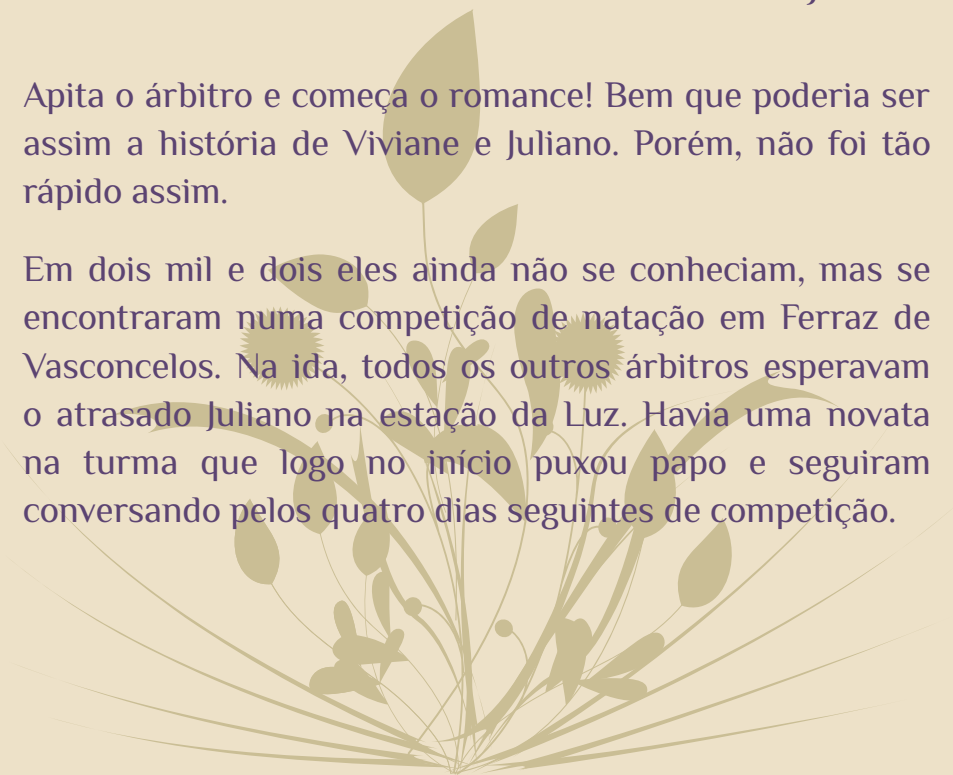 Apita o árbitro e começa o romance! Bem que poderia ser
assim a história de Viviane e Juliano. Porém, não foi tão
rápido assim.
Em dois mil e dois eles ainda não se conheciam, mas se
encontraram numa competição de natação em Ferraz de
Vasconcelos. Na ida, todos os outros árbitros esperavam
o atrasado Juliano na estação da Luz. Havia uma novata
na turma que logo no início puxou papo e seguiram
conversando pelos quatro dias seguintes de competição.